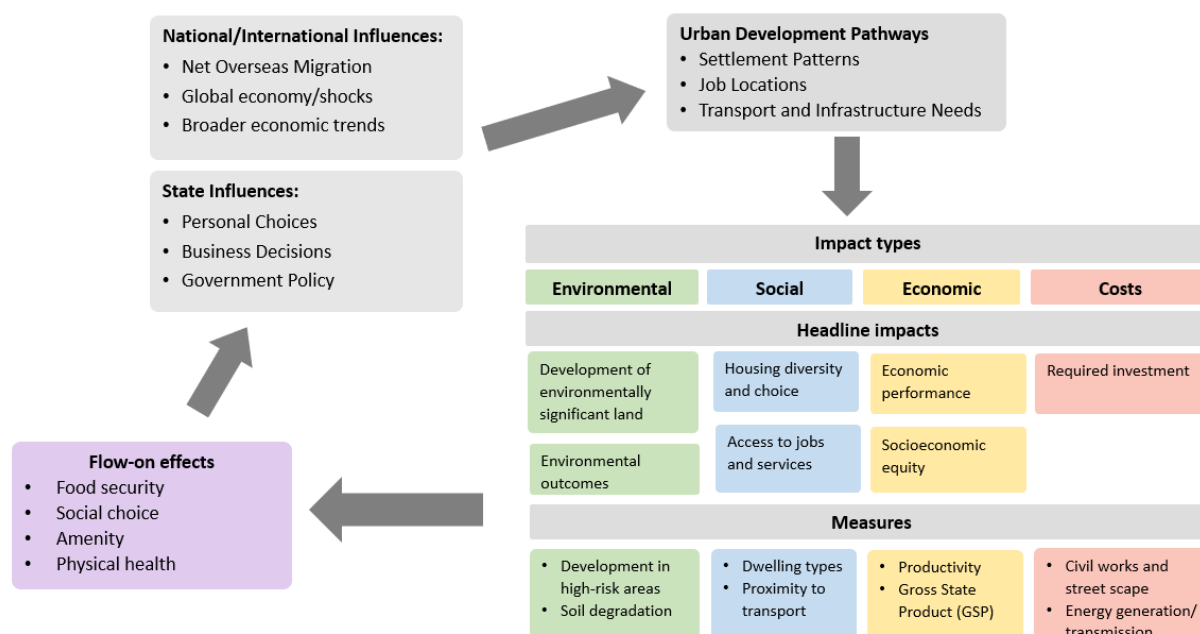 National/International Influences:
• Net Overseas Migration
• Global economy/shocks
• Broader economic trends
State Influences:
• Personal Choices
• Business Decisions
• Government Policy
Urban Development Pathways
• Settlement Patterns
• Job Locations
• Transport and Infrastructure Needs
Impact types
Environmental
Social
Economic
Costs
Headline impacts
Development of
environmentally
significant land
Environmental
outcomes
Housing diversity
and choice
Access to jobs
and services
Economic
performance
Socioeconomic
equity
Required investment
Measures
• Development in
high-risk areas
• Soil degradation
• Dwelling types
• Proximity to
transport
• Productivity
• Gross State
Product (GSP)
• Civil works and
street scape
• Energy generation/
transmission
Flow-on effects
• Food security
• Social choice
• Amenity
• Physical health